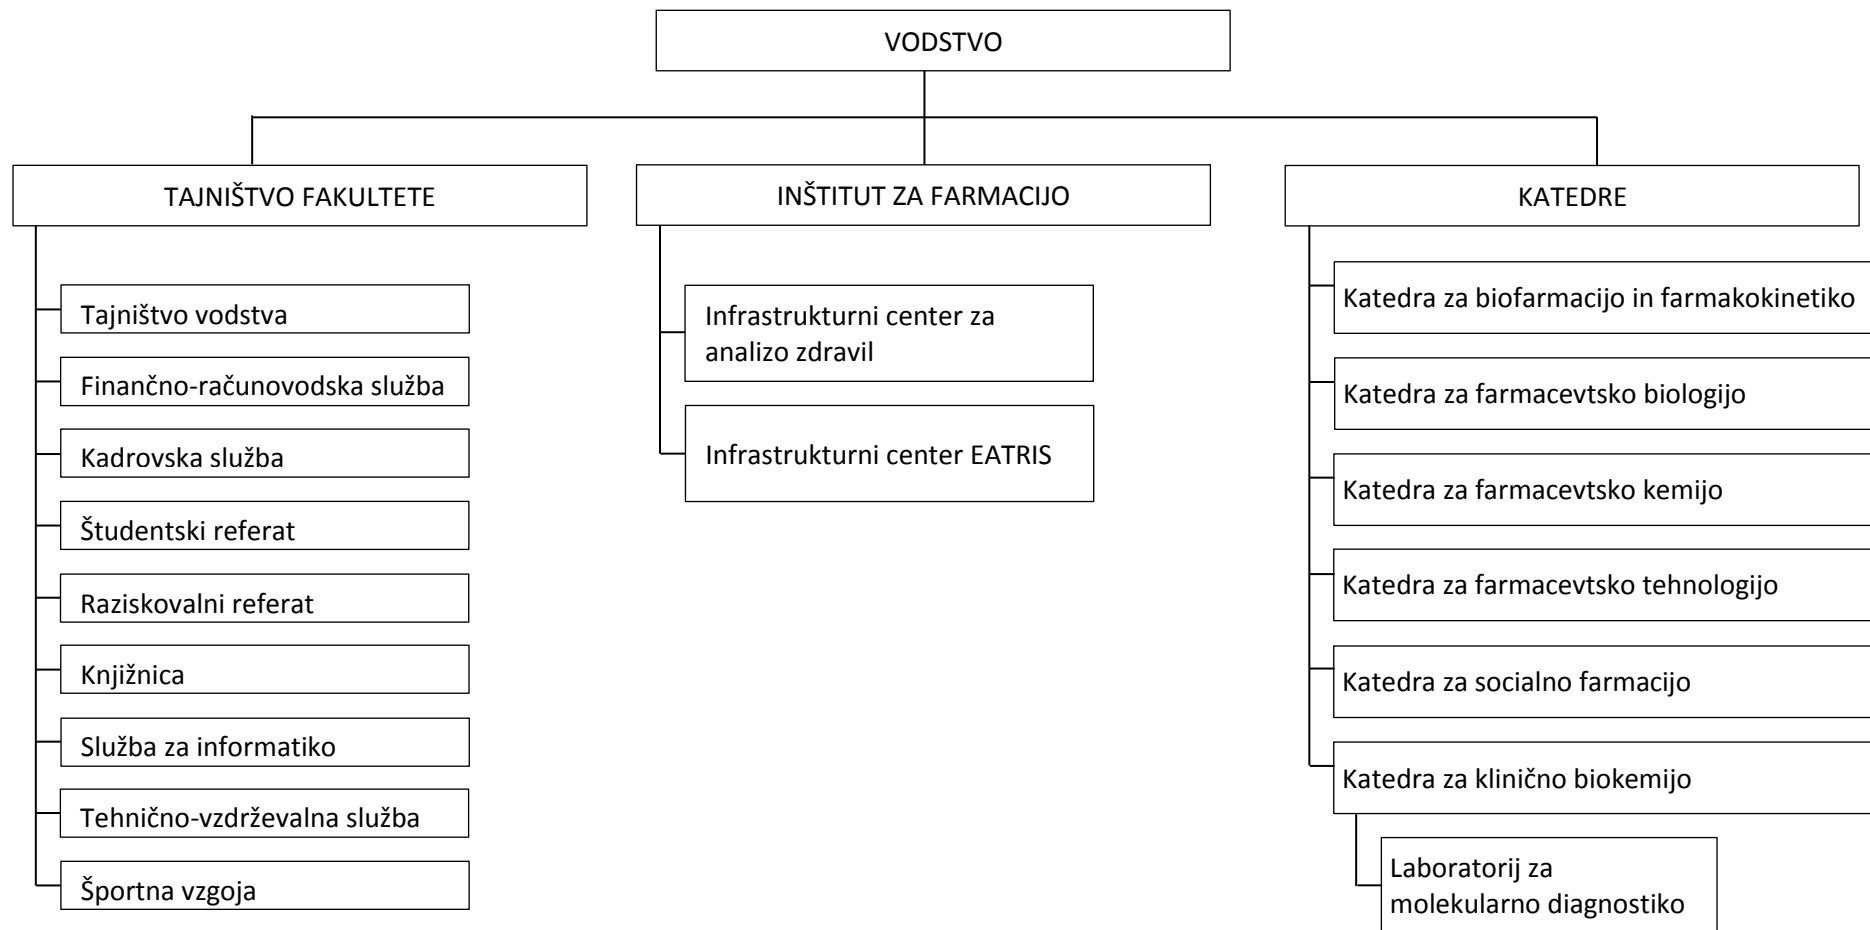 VODSTVO
TAJNIŠTVO FAKULTETE
INŠTITUT ZA FARMACIJO
KATEDRE
Tajništvo vodstva
Finančno-računovodska služba
Kadrovska služba
Študentski referat
Raziskovalni referat
Knjižnica
Služba za informatiko
Tehnično-vzdrževalna služba
Športna vzgoja
Infrastrukturni center za
analizo zdravil
Infrastrukturni center EATRIS
Katedra za biofarmacijo in farmakokinetiko
Katedra za farmacevtsko biologijo
Katedra za farmacevtsko kemijo
Katedra za farmacevtsko tehnologijo
Katedra za socialno farmacijo
Katedra za klinično biokemijo
Laboratorij za
molekularno diagnostiko